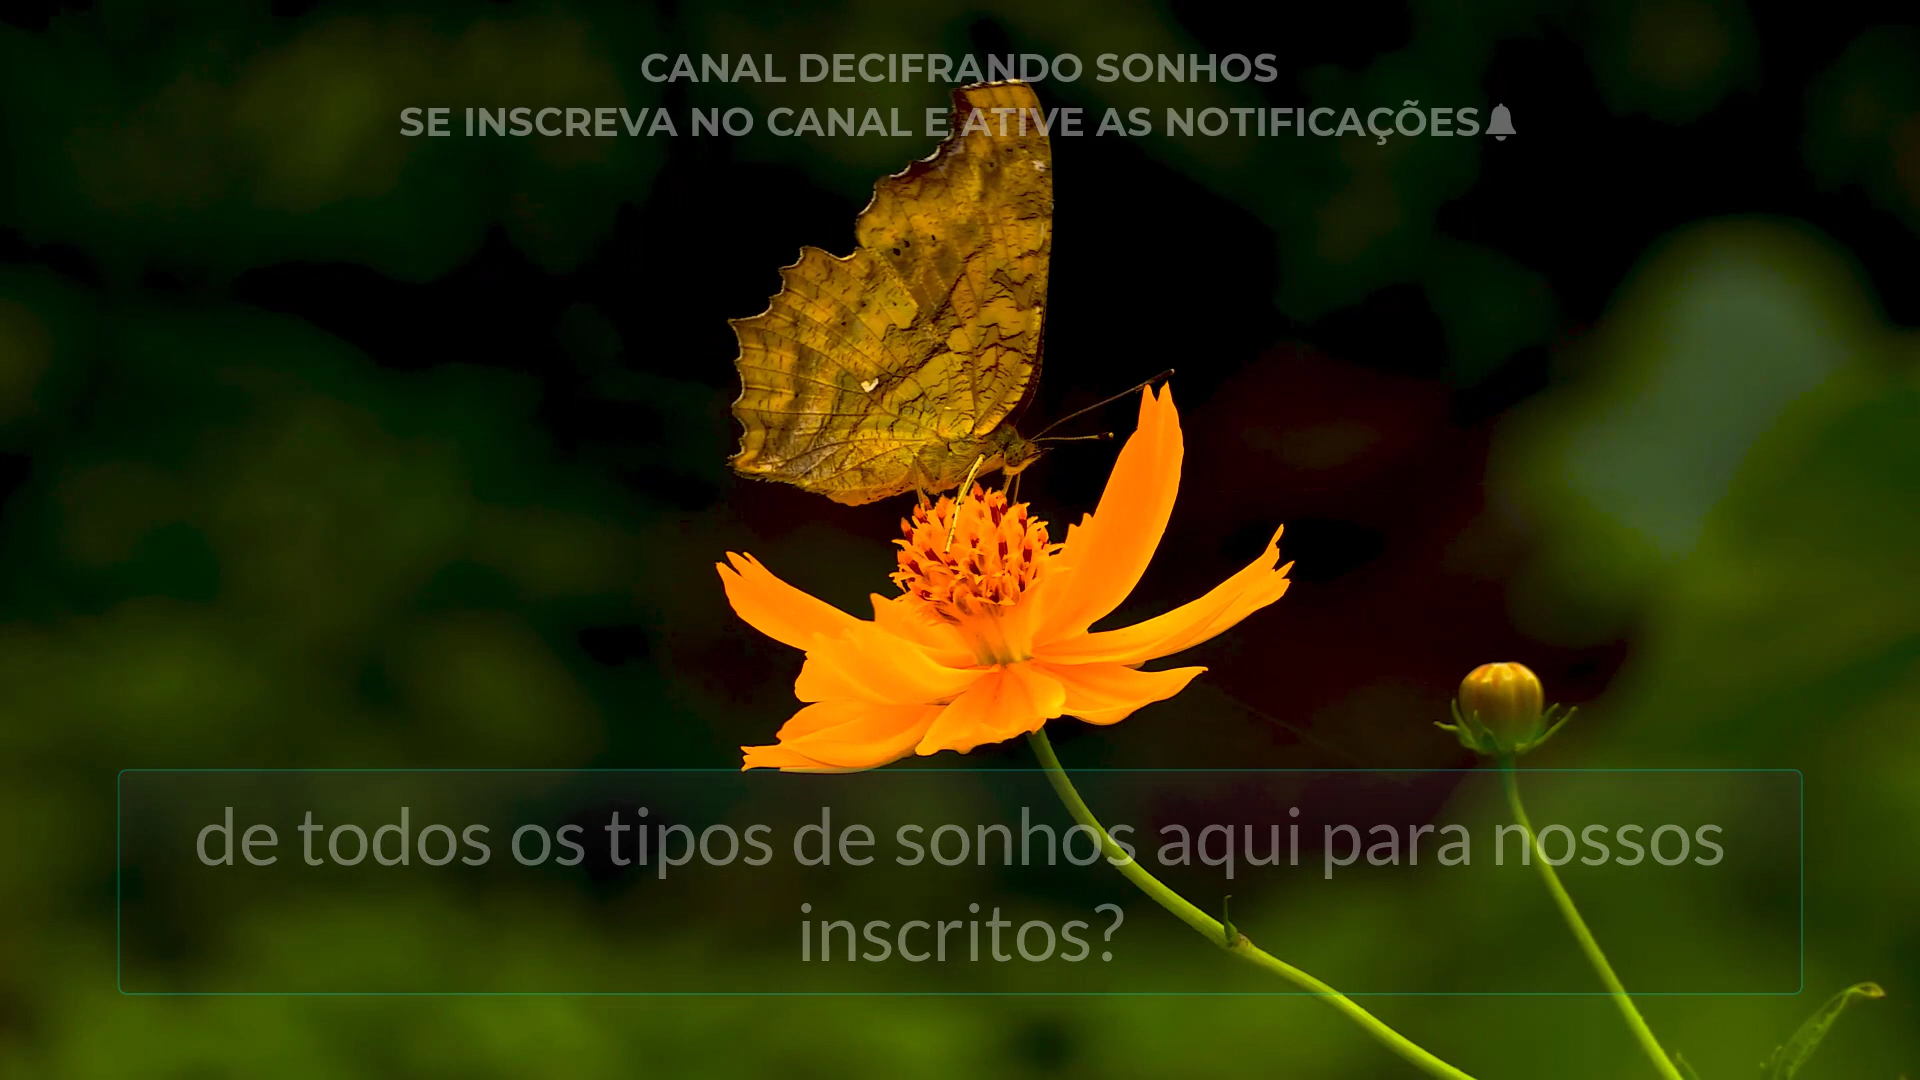 CANAL DECIFRANDO SONHOS
SE INSCREVA NO CANAL E ATIVE AS NOTIFICAÇÕES
de todos os tipos de sonhos aqui para nossos
inscritos?